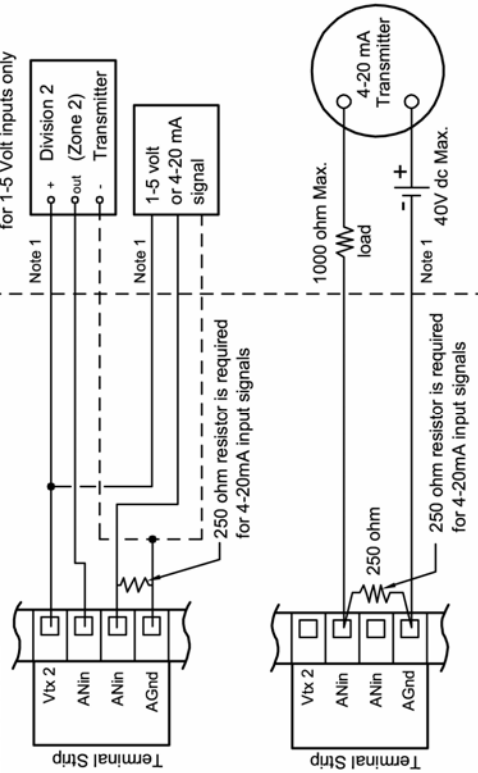 for 1-5 Volt inputs only
+ Division 2
out (Zone 2)
- Transmitter
Note 1
1-5 volt
or 4-20 mA
signal
Note 1
250 ohm resistor is required
for 4-20mA input signals
Vtx 2
ANin
ANin
AGnd
Terminal Strip
4-20 mA
Transmitter
1000 ohm Max.
load
- +
40V dc Max.
Note 1
250 ohm
250 ohm resistor is required
for 4-20mA input signals
Vtx 2
ANin
ANin
AGnd
Terminal Strip